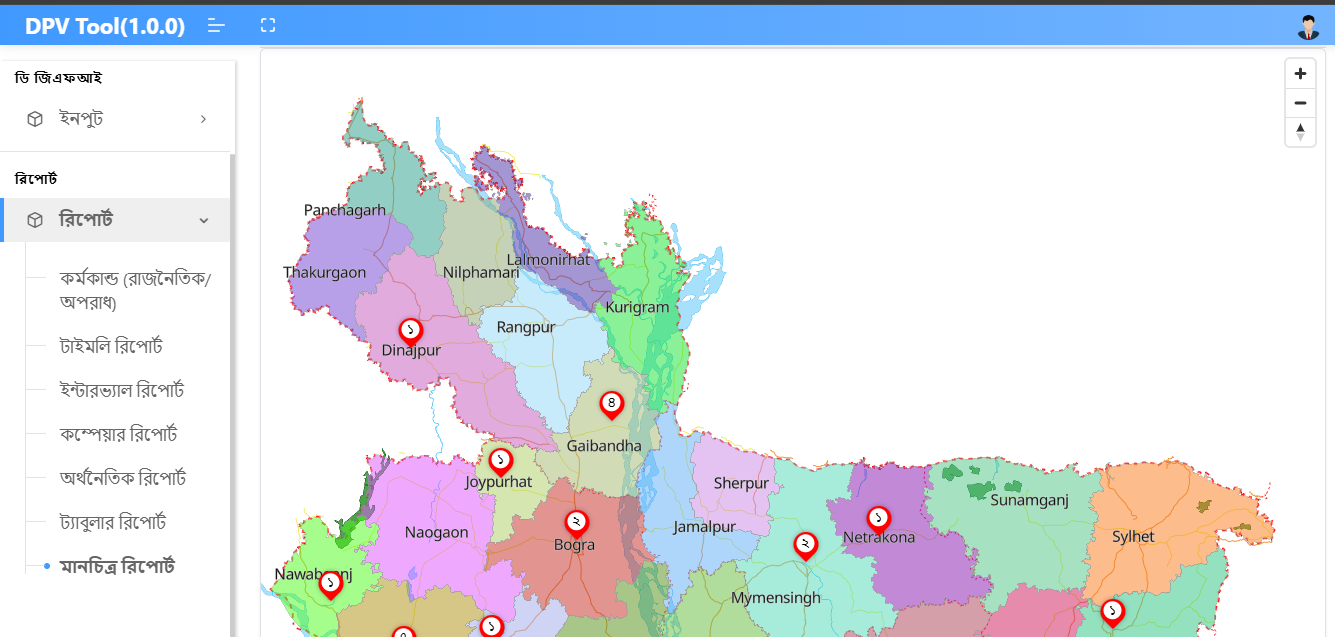 DPV Tool(1.0.0)
ডি জিএফআই
ইনপুট
রিপোর্ট
রিপোর্ট
কর্মকান্ড (রাজনৈতিক/
অপরাধ)
টাইমলি রিপোর্ট
ইন্টারভ্যাল রিপোর্ট
কম্পেয়ার রিপোর্ট
অর্থনৈতিক রিপোর্ট
ট্যাবুলার রিপোর্ট
মানচিত্র রিপোর্ট
Panchagarh
Thakurgaon
Nilphamari
Lalmonirhat
Kurigram
Rangpur
১
Dinajpur
৪
Gaibandha
১
Joypurhat
Sherpur
Sunamganj
Jamalpur
Naogaon
২
Bogra
১
Netrakona
Sylhet
২
Nawabganj
১
Mymensingh
১
১